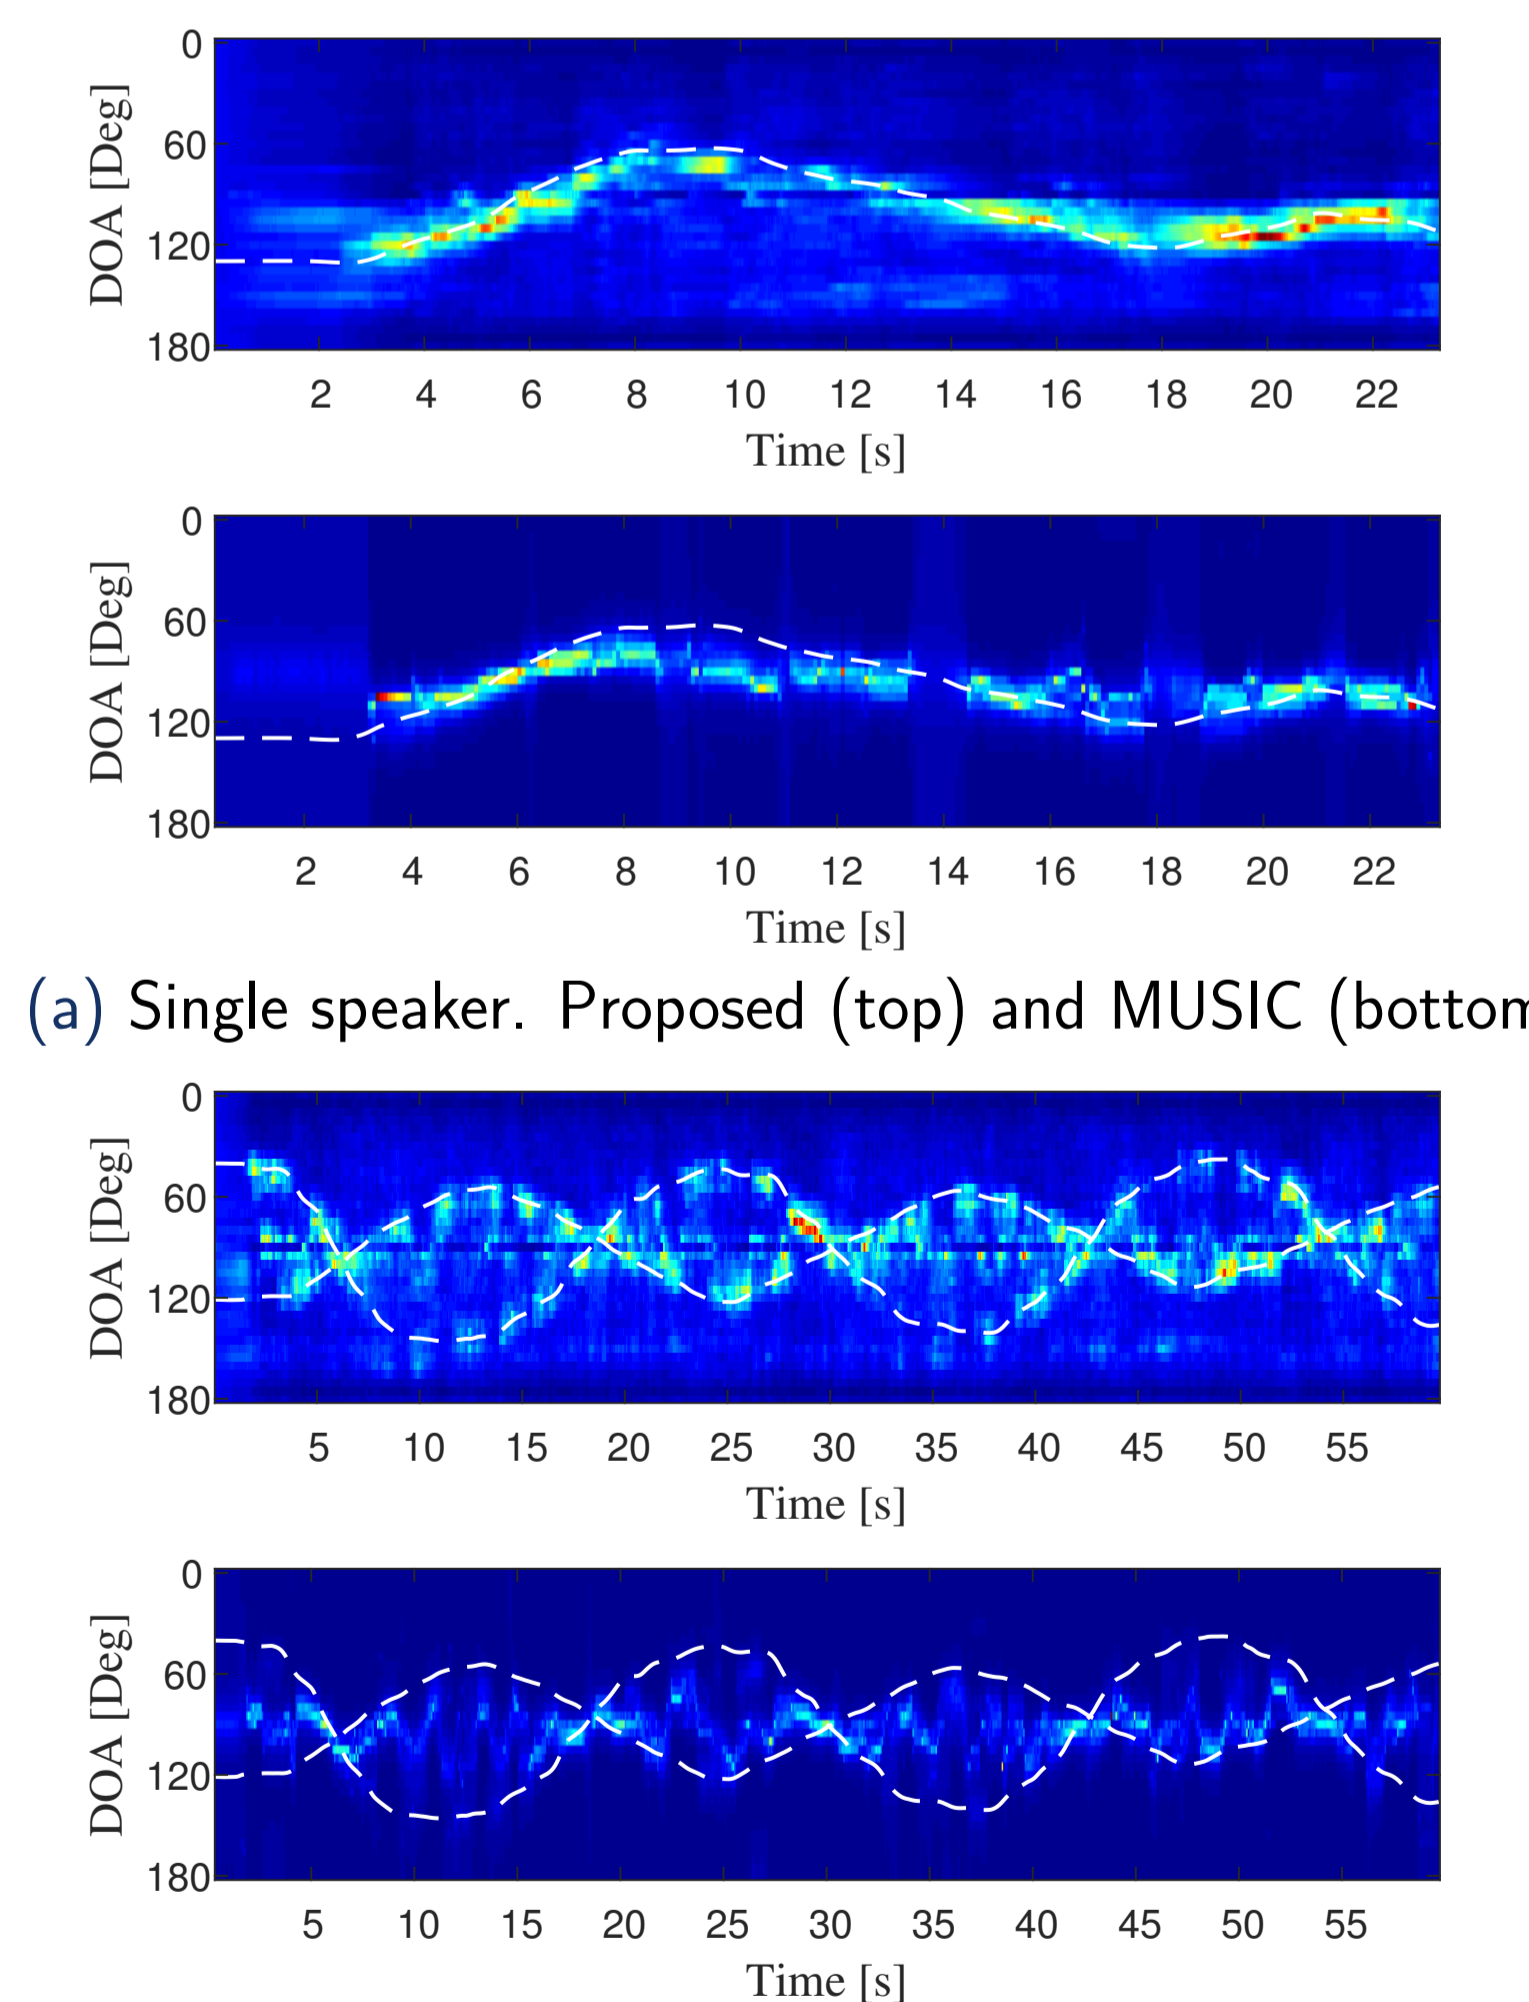 0
60
120
180
DOA [Deg]
2 4 6 8 10 12 14 16 18 20 22
Time [s]
0
60
120
180
DOA [Deg]
2 4 6 8 10 12 14 16 18 20 22
Time [s]
(a) Single speaker. Proposed (top) and MUSIC (bottom
0
60
120
180
DOA [Deg]
5 10 15 20 25 30 35 40 45 50 55
Time [s]
0
60
120
180
DOA [Deg]
5 10 15 20 25 30 35 40 45 50 55
Time [s]